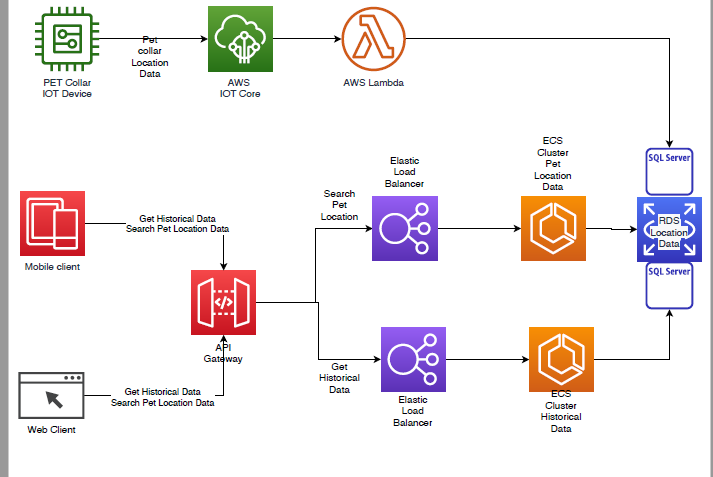 Pet
collar
Location
Data
PET Collar
IOT Device
AWS
IOT Core
AWS Lambda
SQL Server
ECS
Cluster
Pet
Location
Data
Elastic
Load
Balancer
Search
Pet
Location
Get Historical Data
Search Pet Location Data
RDS
Location
Data
Mobile client
SQL Server
API
Gateway
Get
Historical
Data
Get Historical Data
Search Pet Location Data
Elastic
Load
Balancer
ECS
Cluster
Historical
Data
Web Client